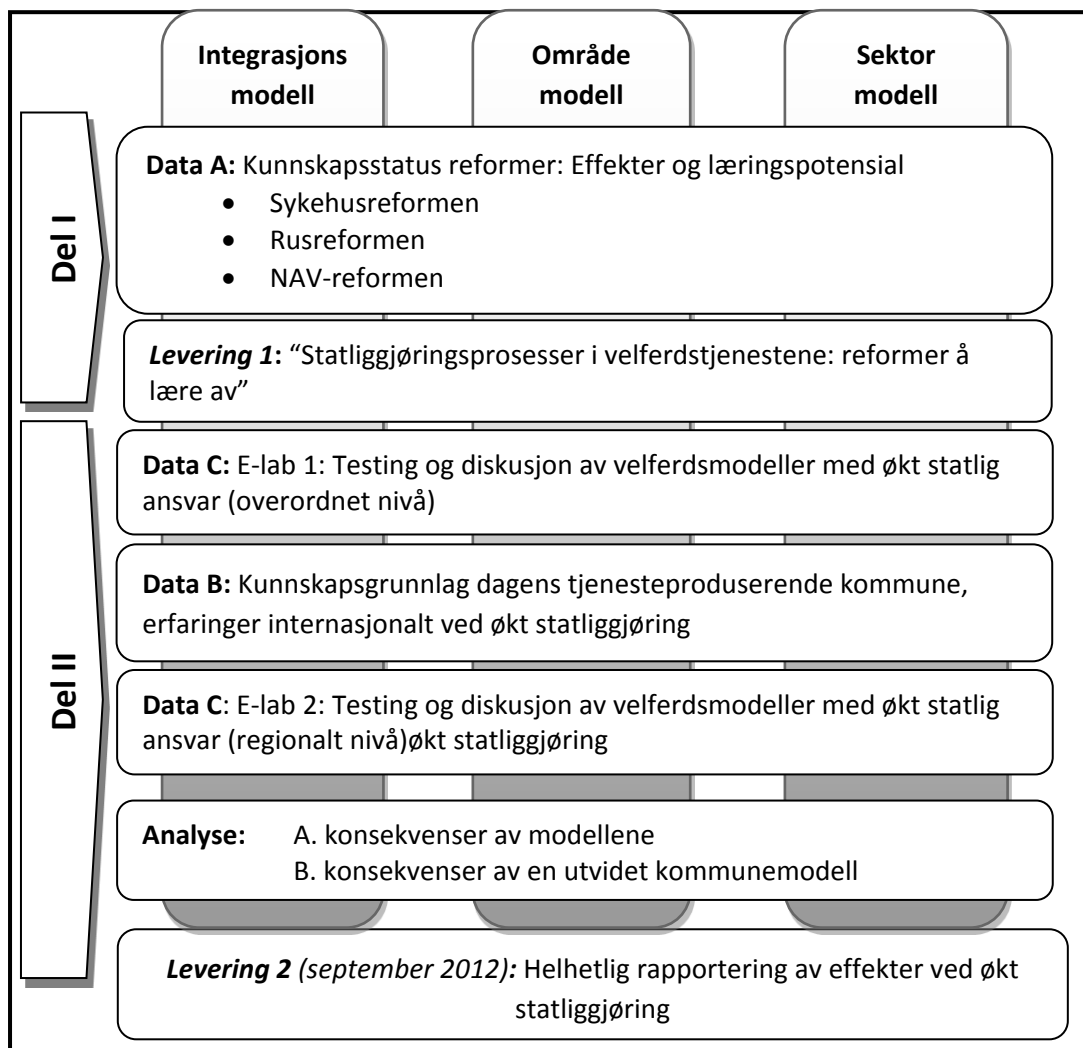 Integrasjons
modell
Område
modell
Sektor
modell
Del I
Data A: Kunnskapsstatus reformer: Effekter og læringspotensial
• Sykehusreformen
• Rusreformen
• NAV-reformen
Levering 1: “Statliggjøringsprosesser i velferdstjenestene: reformer å
lære av”
Del II
Data C: E-lab 1: Testing og diskusjon av velferdsmodeller med økt statlig
ansvar (overordnet nivå)
Data B: Kunnskapsgrunnlag dagens tjenesteproduserende kommune,
erfaringer internasjonalt ved økt statliggjøring
Data C: E-lab 2: Testing og diskusjon av velferdsmodeller med økt statlig
ansvar (regionalt nivå)økt statliggjøring
Analyse: A. konsekvenser av modellene
B. konsekvenser av en utvidet kommunemodell
Levering 2 (september 2012): Helhetlig rapportering av effekter ved økt
statliggjøring